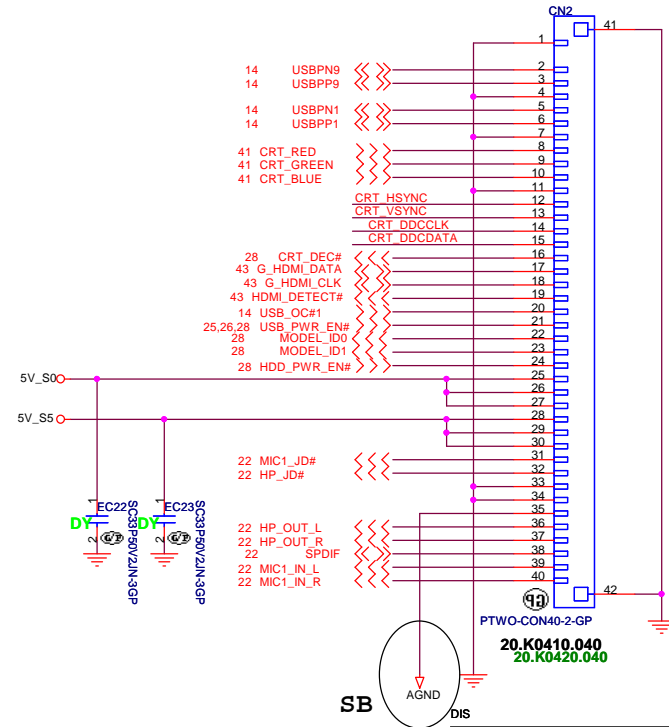 CN2
41
1
14 USBPN9 2
14 USBPP9 3
4
14 USBPN1 5
14 USBPP1 6
7
41 CRT_RED 8
41 CRT_GREEN 9
41 CRT_BLUE 10
11
CRT_HSYNC 12
CRT_VSYNC 13
CRT_DDCCLK 14
CRT_DDCDATA 15
28 CRT_DEC# 16
43 G_HDMI_DATA 17
43 G_HDMI_CLK 18
43 HDMI_DETECT# 19
14 USB_OC#1 20
25,26,28 USB_PWR_EN# 21
28 MODEL_ID0 22
28 MODEL_ID1 23
28 HDD_PWR_EN# 24
5V_S0 25
26
27
5V_S5 28
29
30
22 MIC1_JD# 31
22 HP_JD# 32
33
34
35
22 HP_OUT_L 36
22 HP_OUT_R 37
22 SPDIF 38
22 MIC1_IN_L 39
22 MIC1_IN_R 40
42
1 EC22
DY
2
SC33P50V2JN-3GP
1 EC23
DY
2
SC33P50V2JN-3GP
PTWO-CON40-2-GP
20.K0410.040
20.K0420.040
SB
AGND
DIS